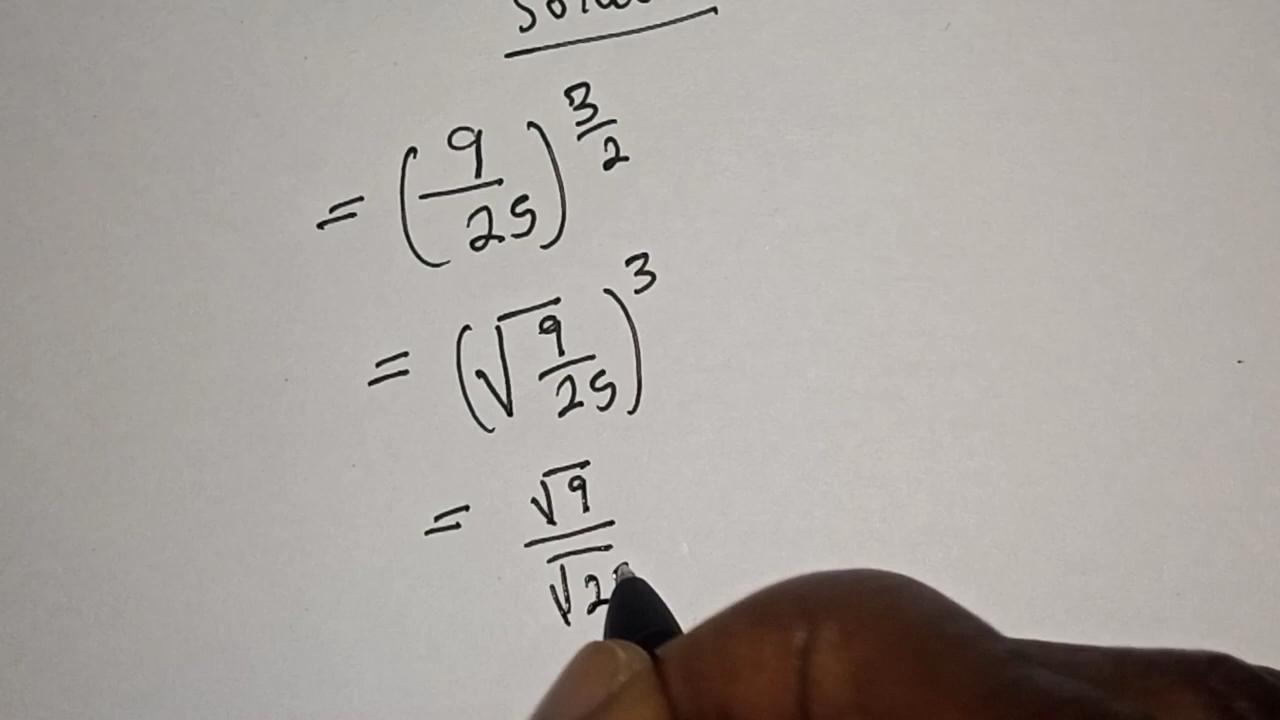 = (9/25)^(3/2)
= (√9/25)^3
= √9/√2